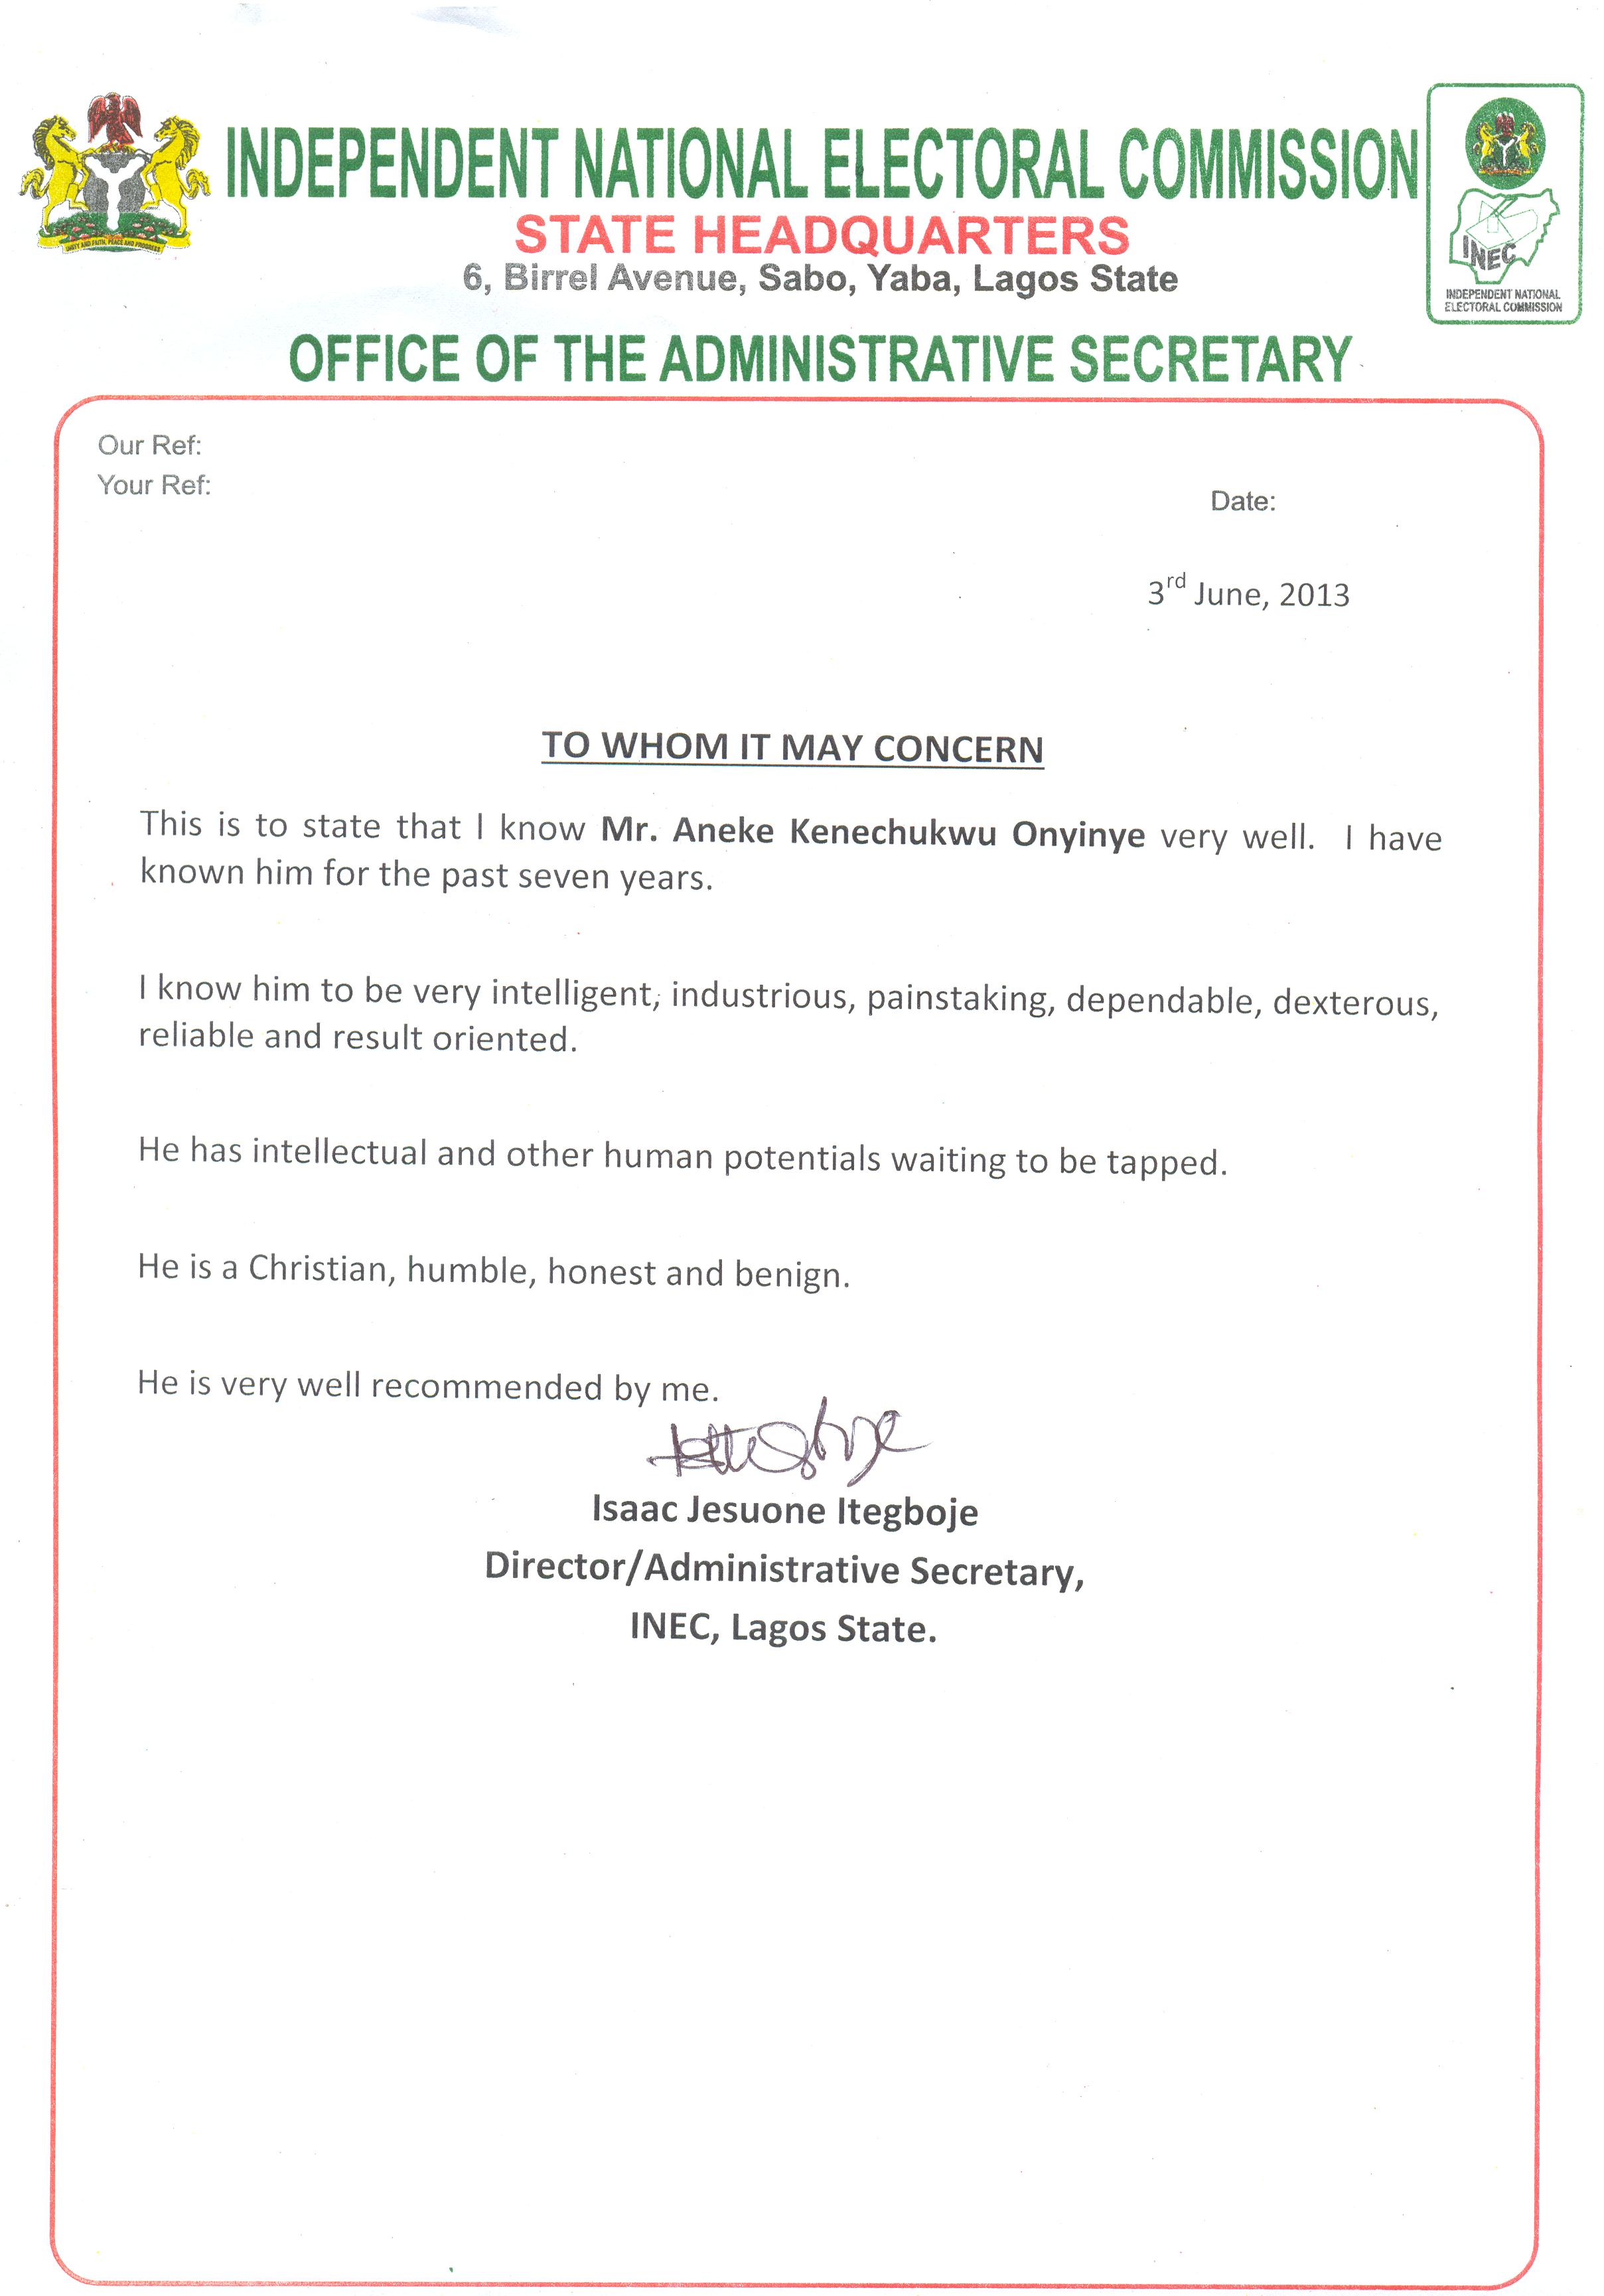 INDEPENDENT NATIONAL ELECTORAL COMMISSION
STATE HEADQUARTERS
6, Birrel Avenue, Sabo, Yaba, Lagos State
OFFICE OF THE ADMINISTRATIVE SECRETARY
UNITY AND FAITH, PEACE AND PROGRESS
INEC
INDEPENDENT NATIONAL
ELECTORAL COMMISSION
Our Ref:
Your Ref:
Date:
3rd June, 2013
TO WHOM IT MAY CONCERN
This is to state that I know Mr. Aneke Kenechukwu Onyinye very well. I have
known him for the past seven years.
I know him to be very intelligent, industrious, painstaking, dependable, dexterous,
reliable and result oriented.
He has intellectual and other human potentials waiting to be tapped.
He is a Christian, humble, honest and benign.
He is very well recommended by me.
Isaac Jesuone Itegboje
Director/Administrative Secretary,
INEC, Lagos State.